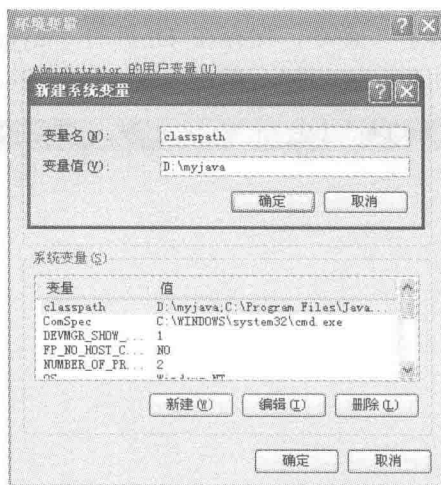 环境变量
Administrator 的用户变量(U)
新建系统变量
变量名(N): classpath
变量值(V): D:\myjava
确定 取消
系统变量(S)
变量 值
classpath D:\myjava;C:\Program Files\Java...
ComSpec C:\WINDOWS\system32\cmd.exe
DEVMGR_SHOW_... 1
FP_NO_HOST_C... NO
NUMBER_OF_PR... 2
OS Windows_NT
新建(W) 编辑(I) 删除(L)
确定 取消